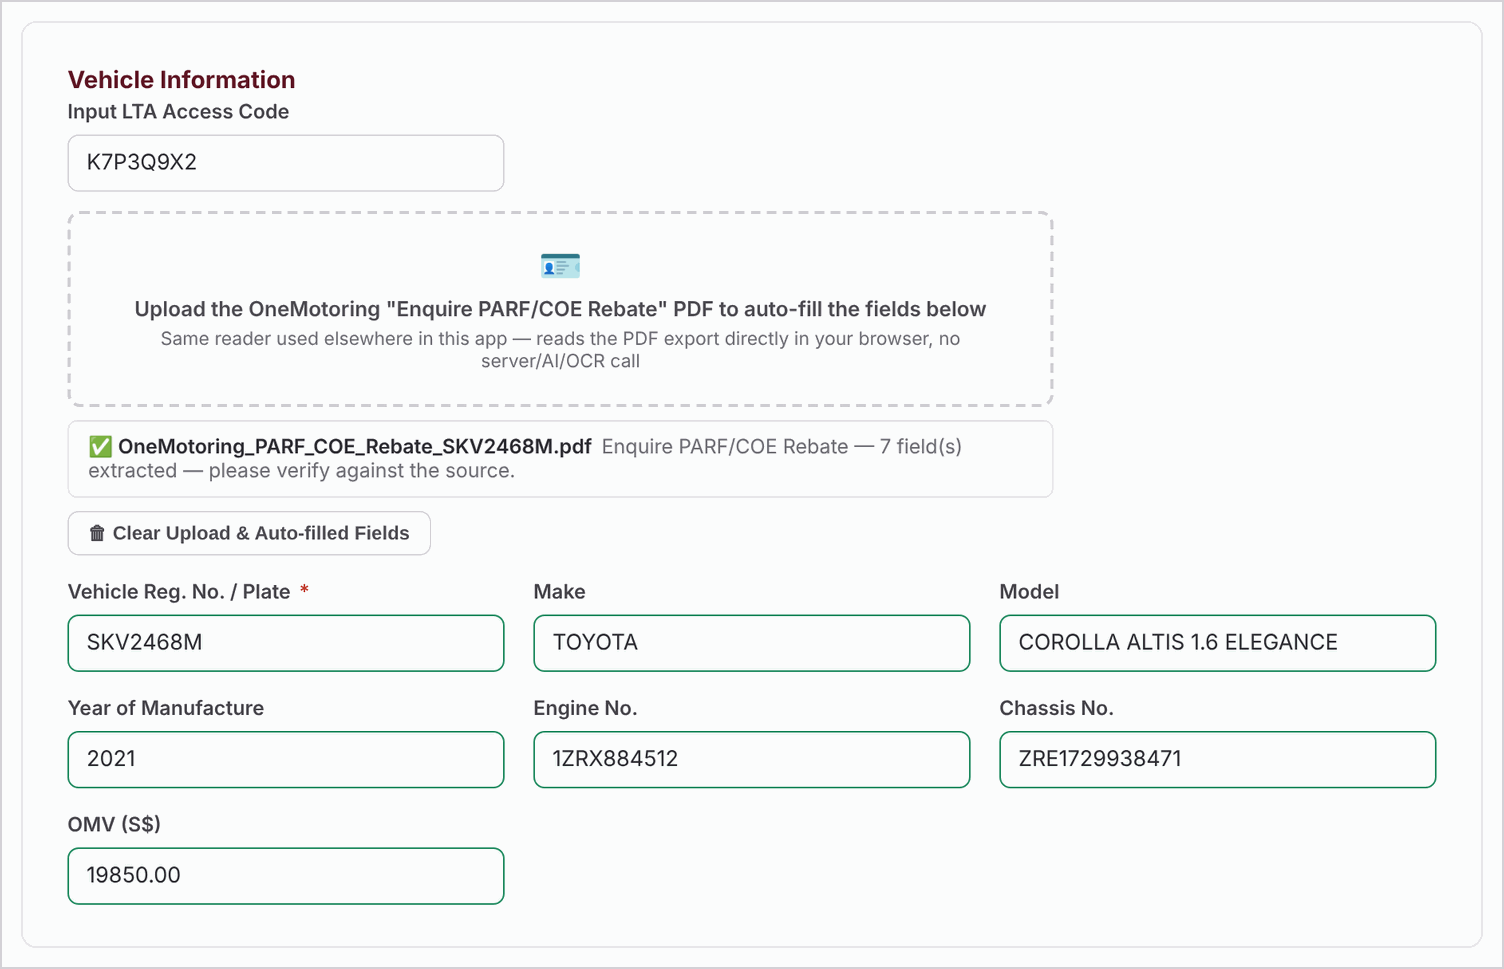 Vehicle Information
Input LTA Access Code
K7P3Q9X2
Upload the OneMotoring "Enquire PARF/COE Rebate" PDF to auto-fill the fields below
Same reader used elsewhere in this app — reads the PDF export directly in your browser, no
server/AI/OCR call
✅ OneMotoring_PARF_COE_Rebate_SKV2468M.pdf Enquire PARF/COE Rebate — 7 field(s)
extracted — please verify against the source.
🗑 Clear Upload & Auto-filled Fields
Vehicle Reg. No. / Plate * Make Model
SKV2468M TOYOTA COROLLA ALTIS 1.6 ELEGANCE
Year of Manufacture Engine No. Chassis No.
2021 1ZRX884512 ZRE1729938471
OMV (S$)
19850.00